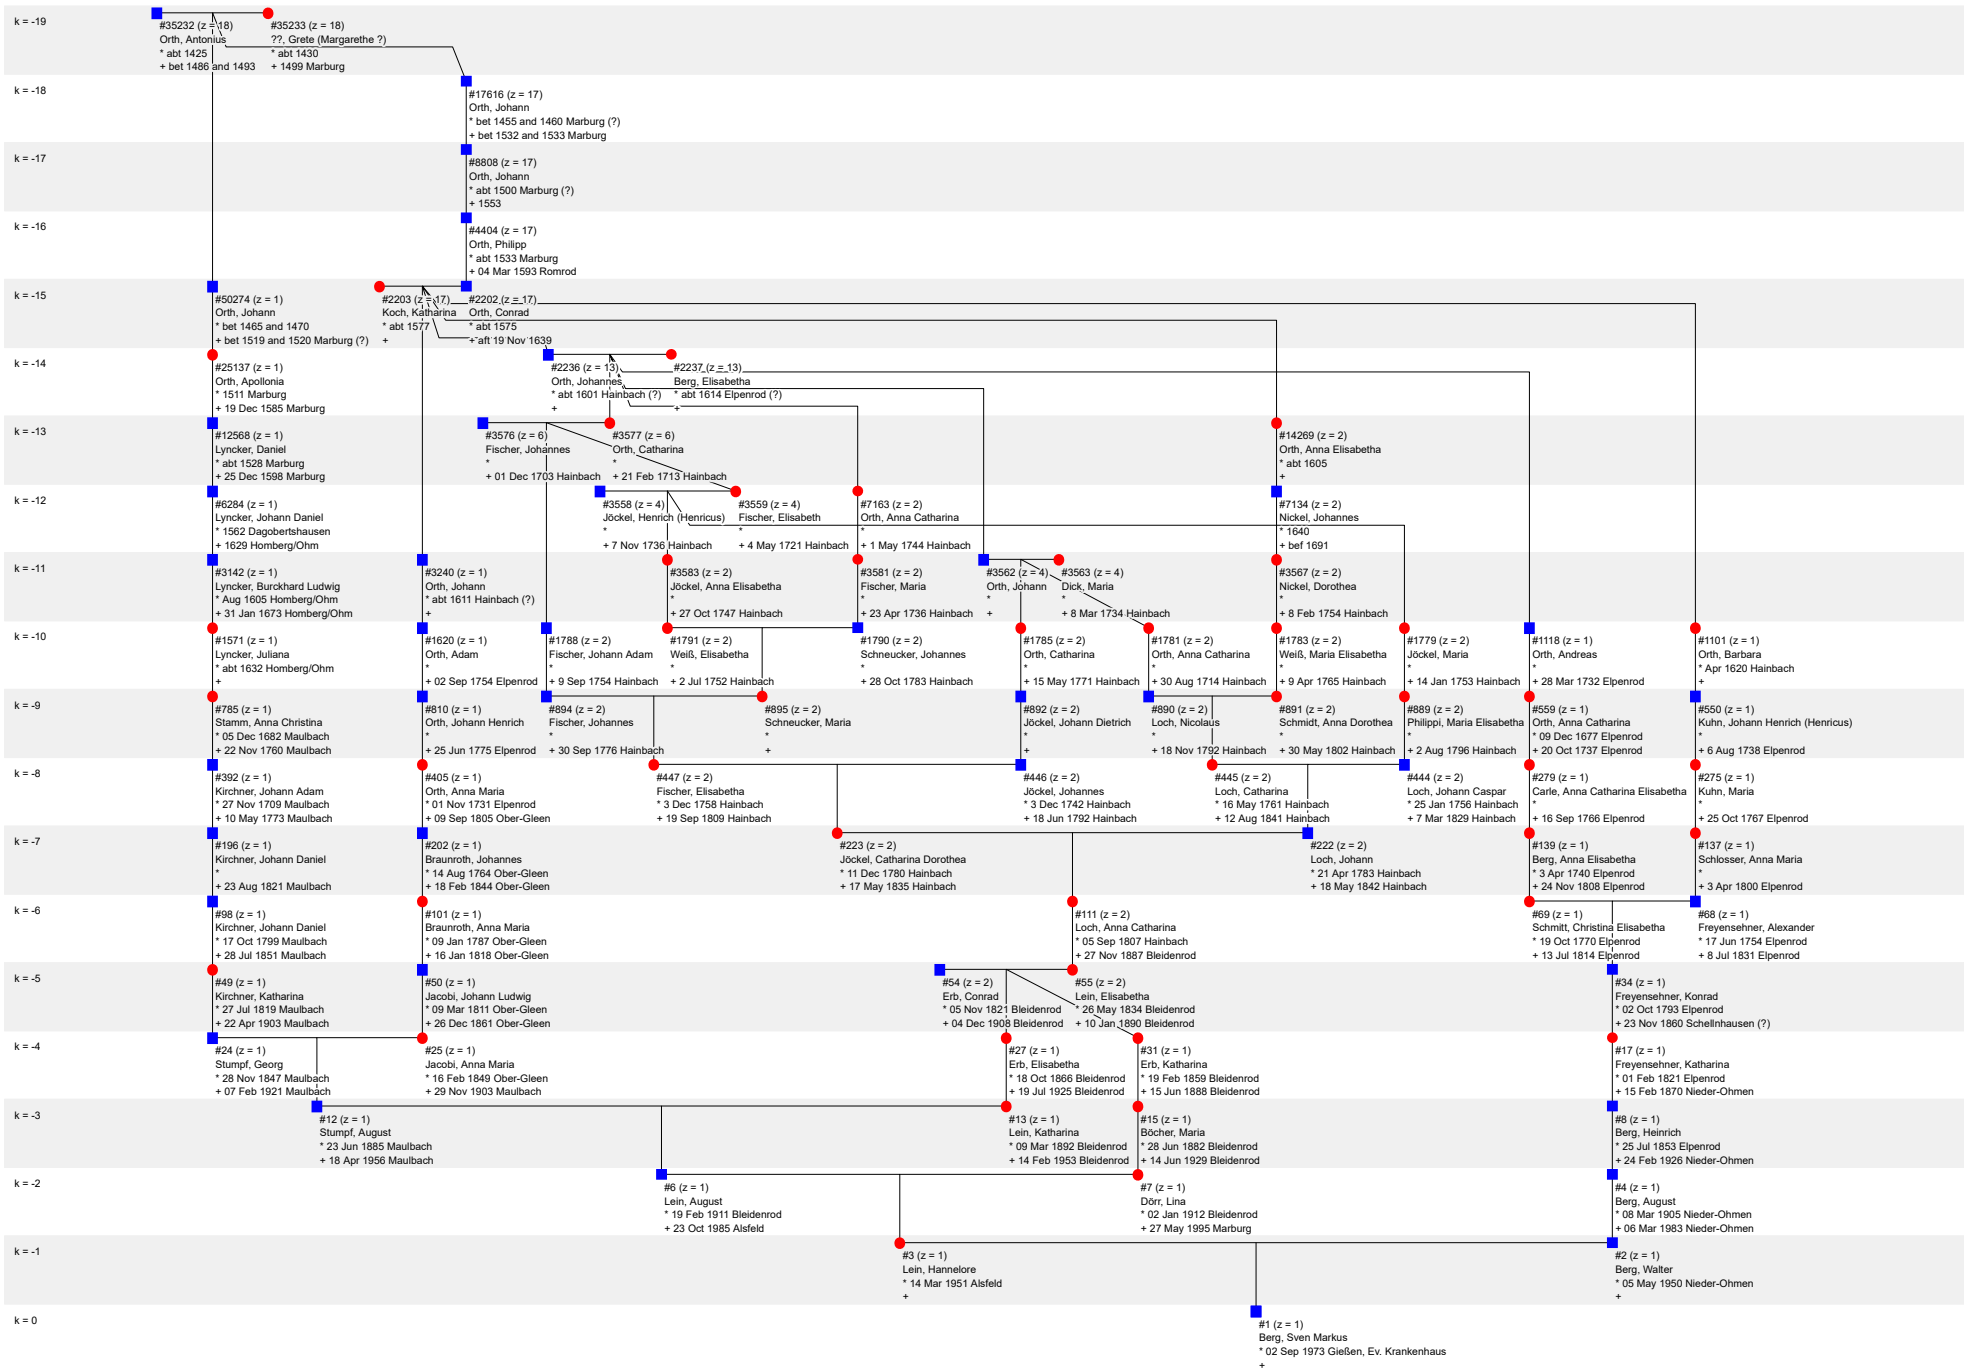 k = -19
#35232 (z = 18)
Orth, Antonius
* abt 1425
+ bet 1486 and 1493
#35233 (z = 18)
??, Grete (Margarethe ?)
* abt 1430
+ 1499 Marburg
k = -18
#17616 (z = 17)
Orth, Johann
* bet 1455 and 1460 Marburg (?)
+ bet 1532 and 1533 Marburg
k = -17
#8808 (z = 17)
Orth, Johann
* abt 1500 Marburg (?)
+ 1553
k = -16
#4404 (z = 17)
Orth, Philipp
* abt 1533 Marburg
+ 04 Mar 1593 Romrod
k = -15
#50274 (z = 1)
Orth, Johann
* bet 1465 and 1470
+ bet 1519 and 1520 Marburg (?)
#2203 (z = 17)
Koch, Katharina
* abt 1577
+
#2202 (z = 17)
Orth, Conrad
* abt 1575
+ aft 19 Nov 1639
k = -14
#25137 (z = 1)
Orth, Apollonia
* 1511 Marburg
+ 19 Dec 1585 Marburg
#2236 (z = 13)
Orth, Johannes
* abt 1601 Hainbach (?)
+
#2237 (z = 13)
Berg, Elisabetha
* abt 1614 Elpenrod (?)
+
k = -13
#12568 (z = 1)
Lyncker, Daniel
* abt 1528 Marburg
+ 25 Dec 1598 Marburg
#3576 (z = 6)
Fischer, Johannes
*
+ 01 Dec 1703 Hainbach
#3577 (z = 6)
Orth, Catharina
*
+ 21 Feb 1713 Hainbach
#14269 (z = 2)
Orth, Anna Elisabetha
* abt 1605
+
k = -12
#6284 (z = 1)
Lyncker, Johann Daniel
* 1562 Dagobertshausen
+ 1629 Homberg/Ohm
#3558 (z = 4)
Jöckel, Henrich (Henricus)
*
+ 7 Nov 1736 Hainbach
#3559 (z = 4)
Fischer, Elisabeth
*
+ 4 May 1721 Hainbach
#7163 (z = 2)
Orth, Anna Catharina
*
+ 1 May 1744 Hainbach
#7134 (z = 2)
Nickel, Johannes
* 1640
+ bef 1691
k = -11
#3142 (z = 1)
Lyncker, Burckhard Ludwig
* Aug 1605 Homberg/Ohm
+ 31 Jan 1673 Homberg/Ohm
#3240 (z = 1)
Orth, Johann
* abt 1611 Hainbach (?)
+
#3583 (z = 2)
Jöckel, Anna Elisabetha
*
+ 27 Oct 1747 Hainbach
#3581 (z = 2)
Fischer, Maria
*
+ 23 Apr 1736 Hainbach
#3562 (z = 4)
Orth, Johann
*
+
#3563 (z = 4)
Dick, Maria
*
+ 8 Mar 1734 Hainbach
#3567 (z = 2)
Nickel, Dorothea
*
+ 8 Feb 1754 Hainbach
k = -10
#1571 (z = 1)
Lyncker, Juliana
* abt 1632 Homberg/Ohm
+
#1620 (z = 1)
Orth, Adam
*
+ 02 Sep 1754 Elpenrod
#1788 (z = 2)
Fischer, Johann Adam
*
+ 9 Sep 1754 Hainbach
#1791 (z = 2)
Weiß, Elisabetha
*
+ 2 Jul 1752 Hainbach
#1790 (z = 2)
Schneucker, Johannes
*
+ 28 Oct 1783 Hainbach
#1785 (z = 2)
Orth, Catharina
*
+ 15 May 1771 Hainbach
#1781 (z = 2)
Orth, Anna Catharina
*
+ 30 Aug 1714 Hainbach
#1783 (z = 2)
Weiß, Maria Elisabetha
*
+ 9 Apr 1765 Hainbach
#1779 (z = 2)
Jöckel, Maria
*
+ 14 Jan 1753 Hainbach
#1118 (z = 1)
Orth, Andreas
*
+ 28 Mar 1732 Elpenrod
#1101 (z = 1)
Orth, Barbara
* Apr 1620 Hainbach
+
k = -9
#785 (z = 1)
Stamm, Anna Christina
* 05 Dec 1682 Maulbach
+ 22 Nov 1760 Maulbach
#810 (z = 1)
Orth, Johann Henrich
*
+ 25 Jun 1775 Elpenrod
#894 (z = 2)
Fischer, Johannes
*
+ 30 Sep 1776 Hainbach
#895 (z = 2)
Schneucker, Maria
*
+
#892 (z = 2)
Jöckel, Johann Dietrich
*
+
#890 (z = 2)
Loch, Nicolaus
*
+ 18 Nov 1792 Hainbach
#891 (z = 2)
Schmidt, Anna Dorothea
*
+ 30 May 1802 Hainbach
#889 (z = 2)
Philippi, Maria Elisabetha
*
+ 2 Aug 1796 Hainbach
#559 (z = 1)
Orth, Anna Catharina
* 09 Dec 1677 Elpenrod
+ 20 Oct 1737 Elpenrod
#550 (z = 1)
Kuhn, Johann Henrich (Henricus)
*
+ 6 Aug 1738 Elpenrod
k = -8
#392 (z = 1)
Kirchner, Johann Adam
* 27 Nov 1709 Maulbach
+ 10 May 1773 Maulbach
#405 (z = 1)
Orth, Anna Maria
* 01 Nov 1731 Elpenrod
+ 09 Sep 1805 Ober-Gleen
#447 (z = 2)
Fischer, Elisabetha
* 3 Dec 1758 Hainbach
+ 19 Sep 1809 Hainbach
#446 (z = 2)
Jöckel, Johannes
* 3 Dec 1742 Hainbach
+ 18 Jun 1792 Hainbach
#445 (z = 2)
Loch, Catharina
* 16 May 1761 Hainbach
+ 12 Aug 1841 Hainbach
#444 (z = 2)
Loch, Johann Caspar
* 25 Jan 1756 Hainbach
+ 7 Mar 1829 Hainbach
#279 (z = 1)
Carle, Anna Catharina Elisabetha
*
+ 16 Sep 1766 Elpenrod
#275 (z = 1)
Kuhn, Maria
*
+ 25 Oct 1767 Elpenrod
k = -7
#196 (z = 1)
Kirchner, Johann Daniel
*
+ 23 Aug 1821 Maulbach
#202 (z = 1)
Braunroth, Johannes
* 14 Aug 1764 Ober-Gleen
+ 18 Feb 1844 Ober-Gleen
#223 (z = 2)
Jöckel, Catharina Dorothea
* 11 Dec 1780 Hainbach
+ 17 May 1835 Hainbach
#222 (z = 2)
Loch, Johann
* 21 Apr 1783 Hainbach
+ 18 May 1842 Hainbach
#139 (z = 1)
Berg, Anna Elisabetha
* 3 Apr 1740 Elpenrod
+ 24 Nov 1808 Elpenrod
#137 (z = 1)
Schlosser, Anna Maria
*
+ 3 Apr 1800 Elpenrod
k = -6
#98 (z = 1)
Kirchner, Johann Daniel
* 17 Oct 1799 Maulbach
+ 28 Jul 1851 Maulbach
#101 (z = 1)
Braunroth, Anna Maria
* 09 Jan 1787 Ober-Gleen
+ 16 Jan 1818 Ober-Gleen
#111 (z = 2)
Loch, Anna Catharina
* 05 Sep 1807 Hainbach
+ 27 Nov 1887 Bleidenrod
#69 (z = 1)
Schmitt, Christina Elisabetha
* 19 Oct 1770 Elpenrod
+ 13 Jul 1814 Elpenrod
#68 (z = 1)
Freyensehner, Alexander
* 17 Jun 1754 Elpenrod
+ 8 Jul 1831 Elpenrod
k = -5
#49 (z = 1)
Kirchner, Katharina
* 27 Jul 1819 Maulbach
+ 22 Apr 1903 Maulbach
#50 (z = 1)
Jacobi, Johann Ludwig
* 09 Mar 1811 Ober-Gleen
+ 26 Dec 1861 Ober-Gleen
#54 (z = 2)
Erb, Conrad
* 05 Nov 1821 Bleidenrod
+ 04 Dec 1908 Bleidenrod
#55 (z = 2)
Lein, Elisabetha
* 26 May 1834 Bleidenrod
+ 10 Jan 1890 Bleidenrod
#34 (z = 1)
Freyensehner, Konrad
* 02 Oct 1793 Elpenrod
+ 23 Nov 1860 Schellnhausen (?)
k = -4
#24 (z = 1)
Stumpf, Georg
* 28 Nov 1847 Maulbach
+ 07 Feb 1921 Maulbach
#25 (z = 1)
Jacobi, Anna Maria
* 16 Feb 1849 Ober-Gleen
+ 29 Nov 1903 Maulbach
#27 (z = 1)
Erb, Elisabetha
* 18 Oct 1866 Bleidenrod
+ 19 Jul 1925 Bleidenrod
#31 (z = 1)
Erb, Katharina
* 19 Feb 1859 Bleidenrod
+ 15 Jun 1888 Bleidenrod
#17 (z = 1)
Freyensehner, Katharina
* 01 Feb 1821 Elpenrod
+ 15 Feb 1870 Nieder-Ohmen
k = -3
#12 (z = 1)
Stumpf, August
* 23 Jun 1885 Maulbach
+ 18 Apr 1956 Maulbach
#13 (z = 1)
Lein, Katharina
* 09 Mar 1892 Bleidenrod
+ 14 Feb 1953 Bleidenrod
#15 (z = 1)
Böcher, Maria
* 28 Jun 1882 Bleidenrod
+ 14 Jun 1929 Bleidenrod
#8 (z = 1)
Berg, Heinrich
* 25 Jul 1853 Elpenrod
+ 24 Feb 1926 Nieder-Ohmen
k = -2
#6 (z = 1)
Lein, August
* 19 Feb 1911 Bleidenrod
+ 23 Oct 1985 Alsfeld
#7 (z = 1)
Dörr, Lina
* 02 Jan 1912 Bleidenrod
+ 27 May 1995 Marburg
#4 (z = 1)
Berg, August
* 08 Mar 1905 Nieder-Ohmen
+ 06 Mar 1983 Nieder-Ohmen
k = -1
#3 (z = 1)
Lein, Hannelore
* 14 Mar 1951 Alsfeld
+
#2 (z = 1)
Berg, Walter
* 05 May 1950 Nieder-Ohmen
+
k = 0
#1 (z = 1)
Berg, Sven Markus
* 02 Sep 1973 Gießen, Ev. Krankenhaus
+